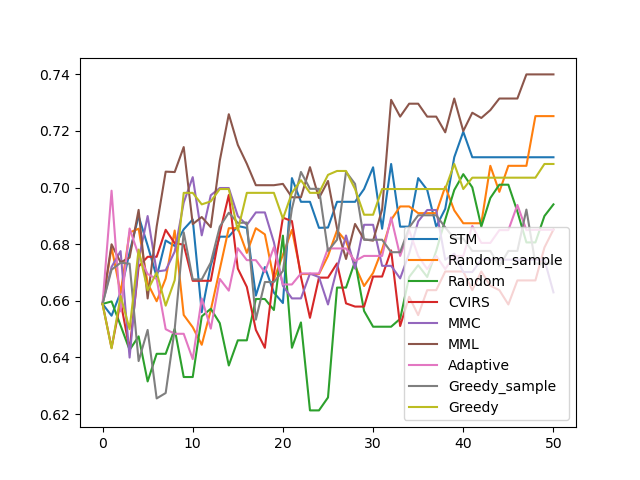 0.74
0.72
0.70
0.68
0.66
0.64
0.62
0
10
20
30
40
50
STM
Random_sample
Random
CVIRS
MMC
MML
Adaptive
Greedy_sample
Greedy